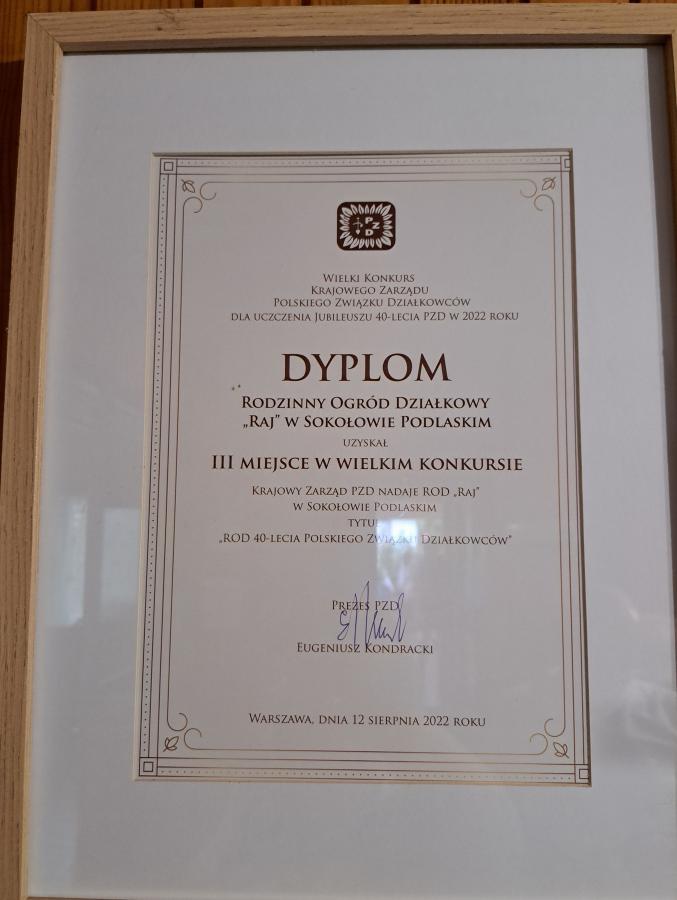 PZD
Wielki Konkurs
Krajowego Zarządu
Polskiego Związku Działkowców
dla uczczenia Jubileuszu 40-lecia PZD w 2022 roku
DYPLOM
Rodzinny Ogród Działkowy
„Raj” w Sokołowie Podlaskim
uzyskał
III miejsce w Wielkim Konkursie
Krajowy Zarząd PZD nadaje ROD „Raj”
w Sokołowie Podlaskim
tytuł
„ROD 40-lecia Polskiego Związku Działkowców”
Prezes PZD
Eugeniusz Kondracki
Warszawa, dnia 12 sierpnia 2022 roku